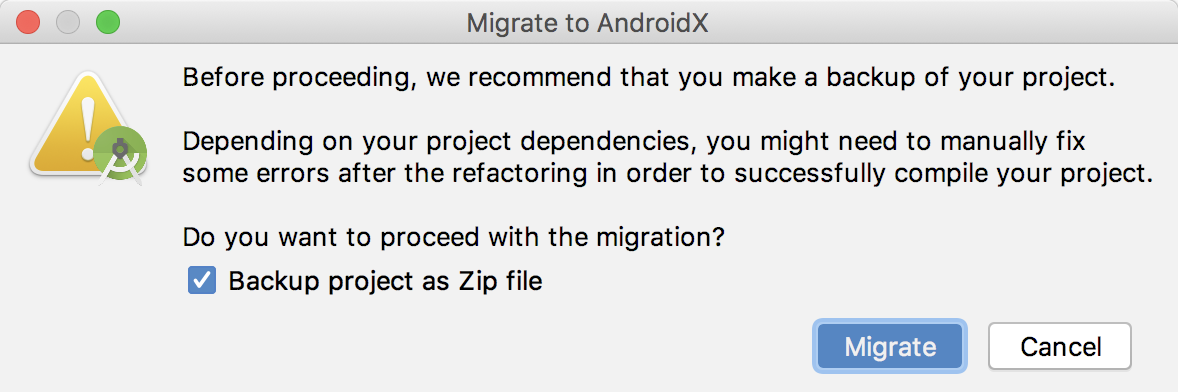 Migrate to AndroidX
Before proceeding, we recommend that you make a backup of your project.
Depending on your project dependencies, you might need to manually fix
some errors after the refactoring in order to successfully compile your project.
Do you want to proceed with the migration?
Backup project as Zip file
Migrate
Cancel